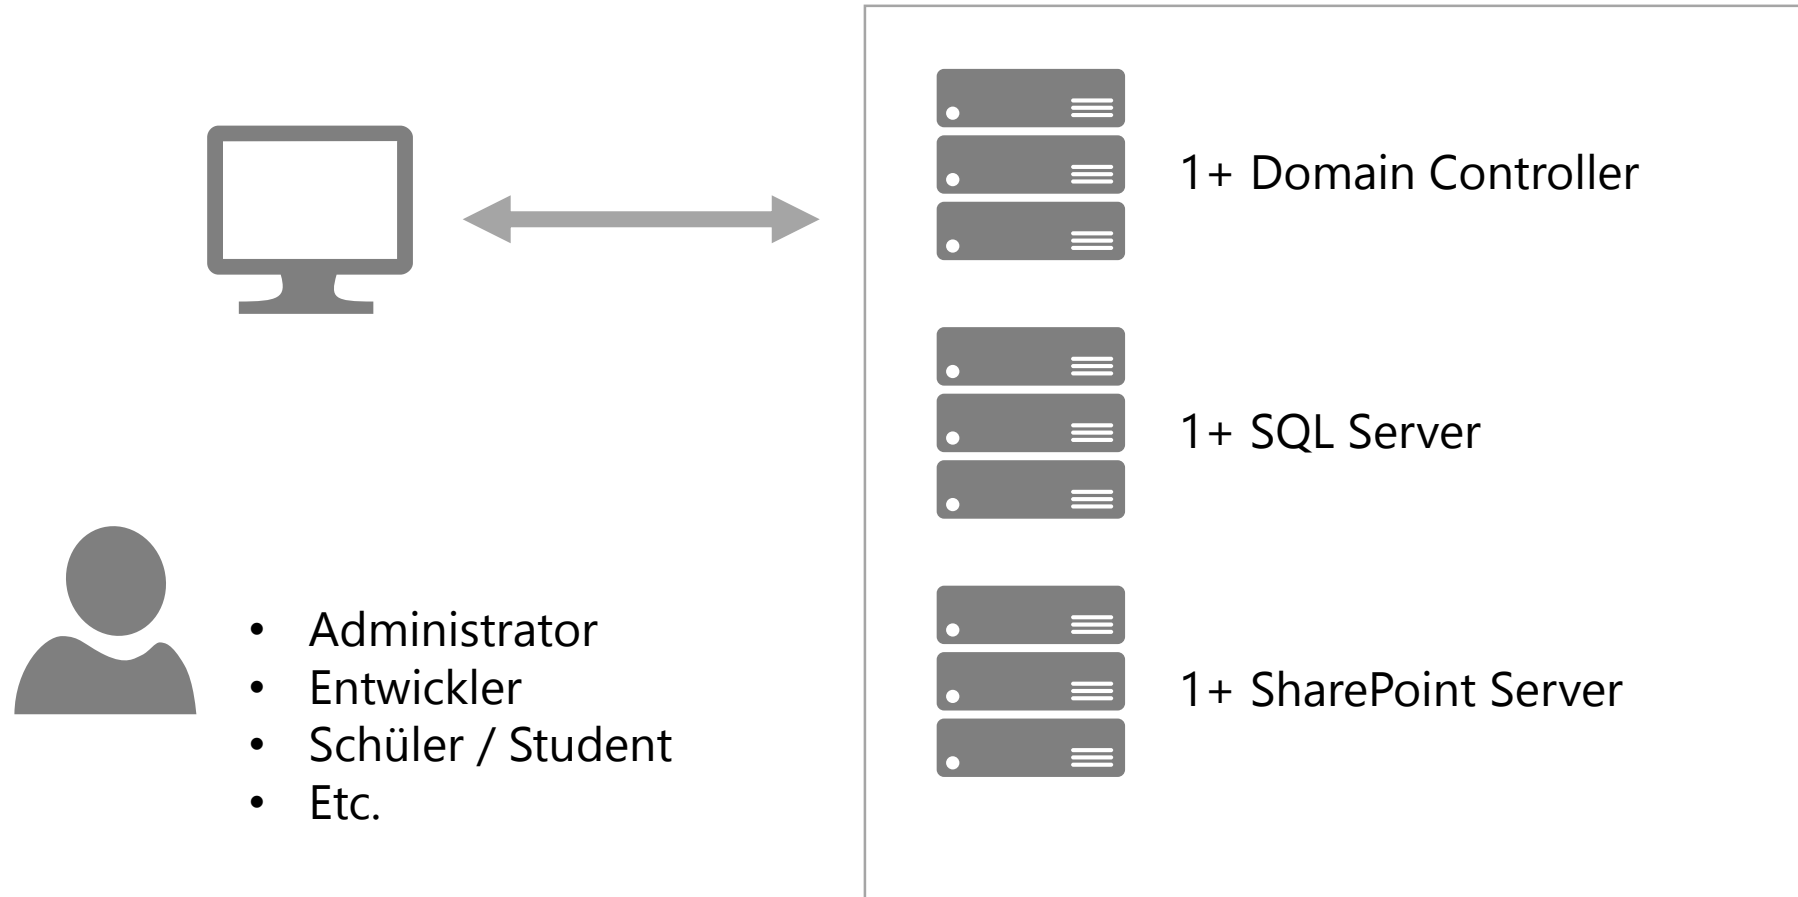 1+ Domain Controller
1+ SQL Server
1+ SharePoint Server
• Administrator
• Entwickler
• Schüler / Student
• Etc.